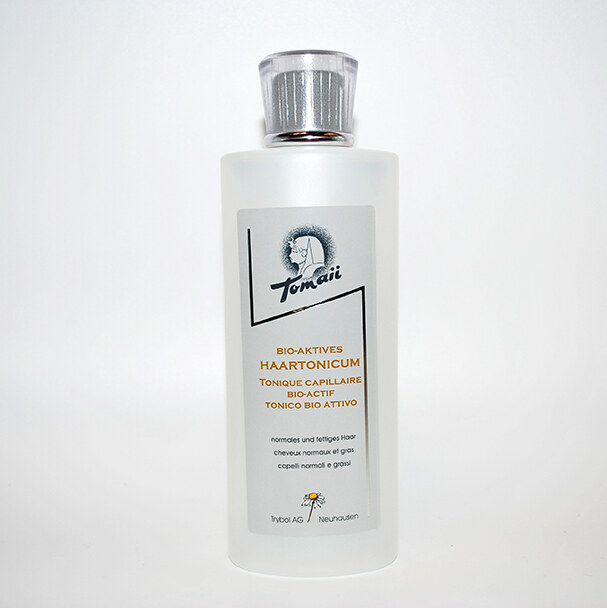 Tomaii
BIO-AKTIVES
HAARTONICUM
TONIQUE CAPILLAIRE
BIO-ACTIF
TONICO BIO ATTIVO
normales und fettiges Haar
cheveux normaux et gras
capelli normali e grassi
Trybol AG Neuhausen